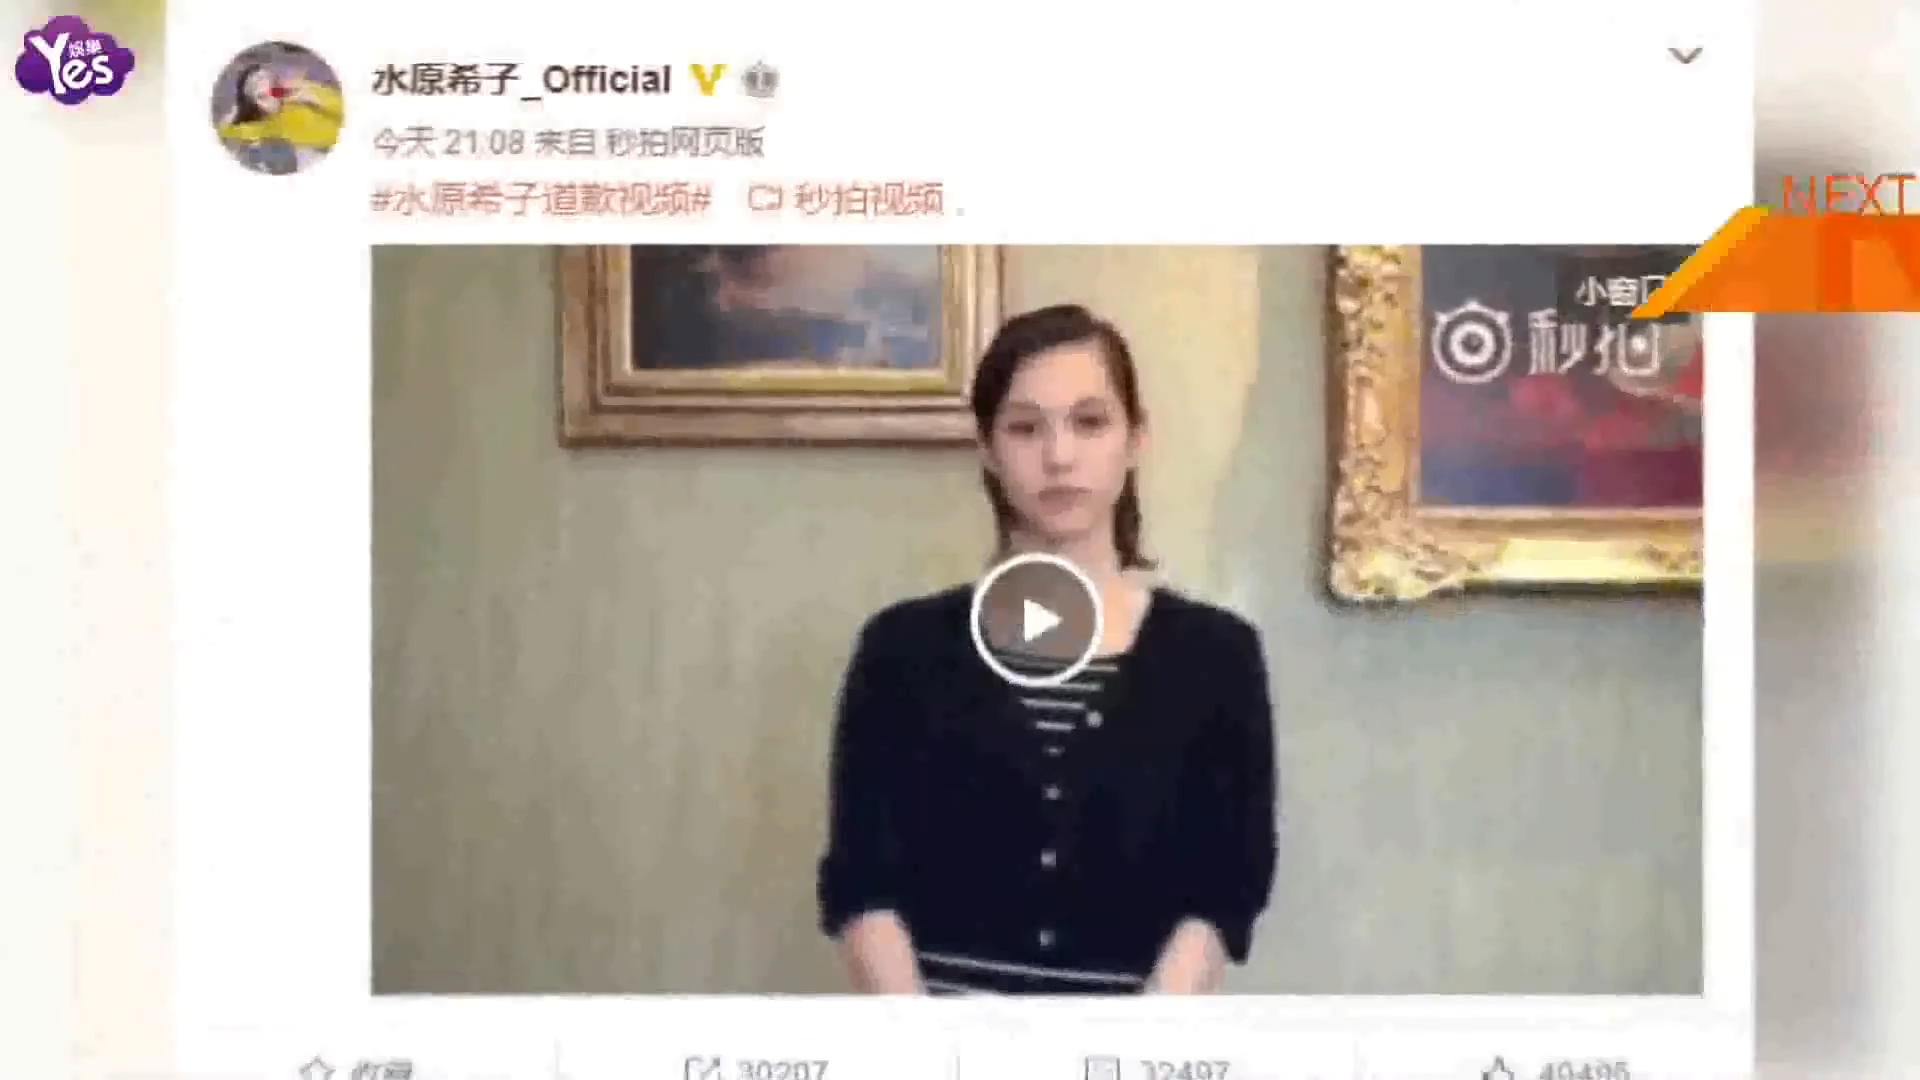 Yes 娛樂
水原希子_Official V
今天 21:08 来自 秒拍网页版
#水原希子道歉视频# 秒拍视频
NEXT
小窗口
秒拍
收藏 30207 32497 40495